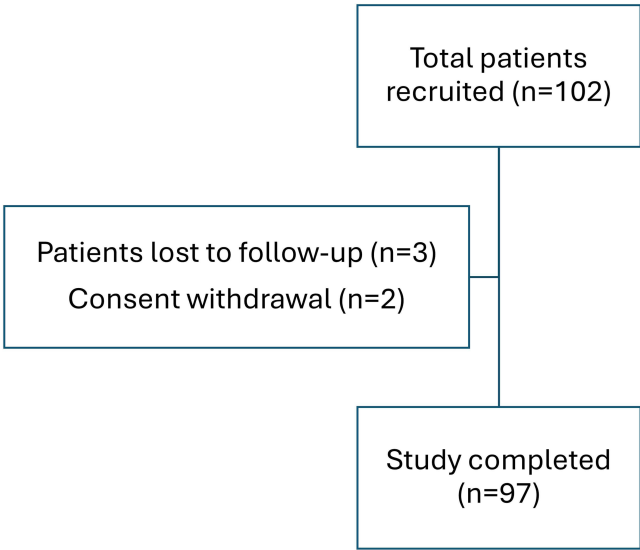 Total patients
recruited (n=102)
Patients lost to follow-up (n=3)
Consent withdrawal (n=2)
Study completed
(n=97)